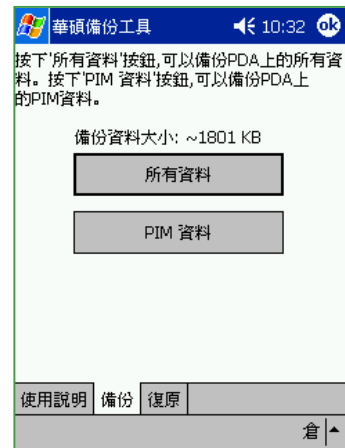 華碩備份工具 10:32 ok
按下'所有資料'按鈕,可以備份PDA上的所有資
料。按下'PIM 資料'按鈕,可以備份PDA上
的PIM資料。
備份資料大小: ~1801 KB
所有資料
PIM 資料
使用說明 備份 復原
倉